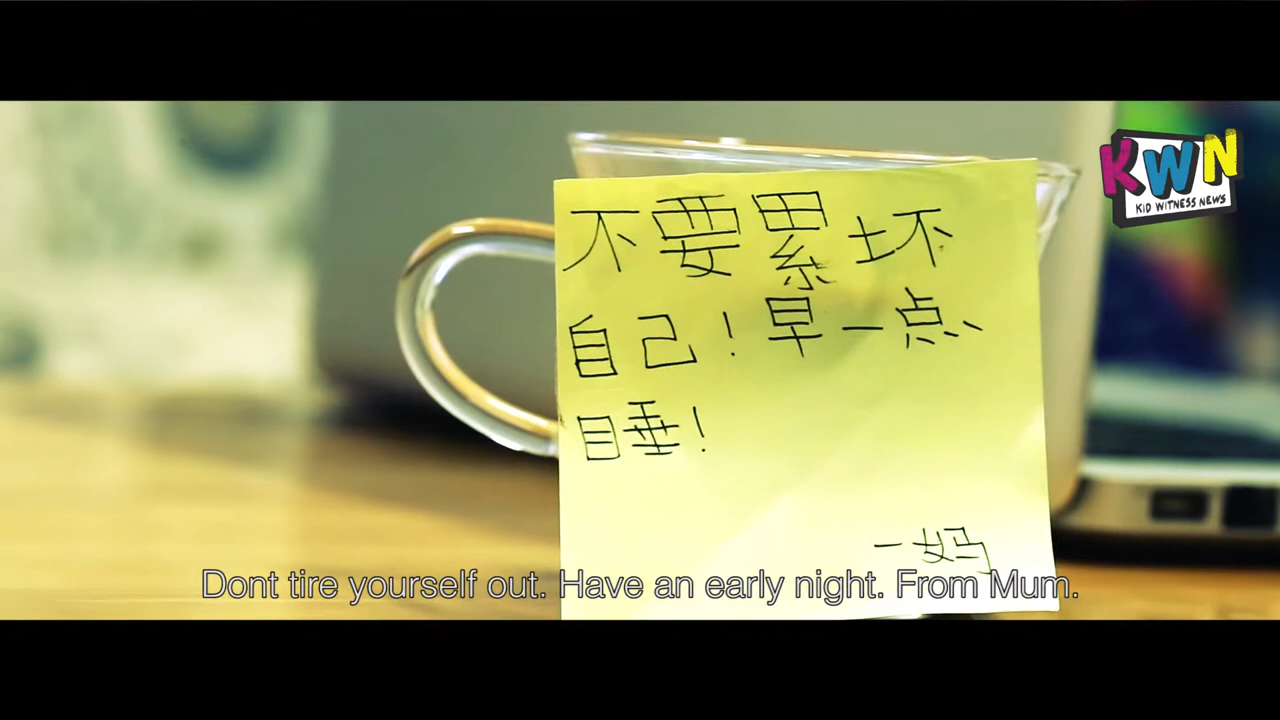 KWN
KID WITNESS NEWS
不要累坏
自己！早一点
睡！
一妈
Dont tire yourself out. Have an early night. From Mum.